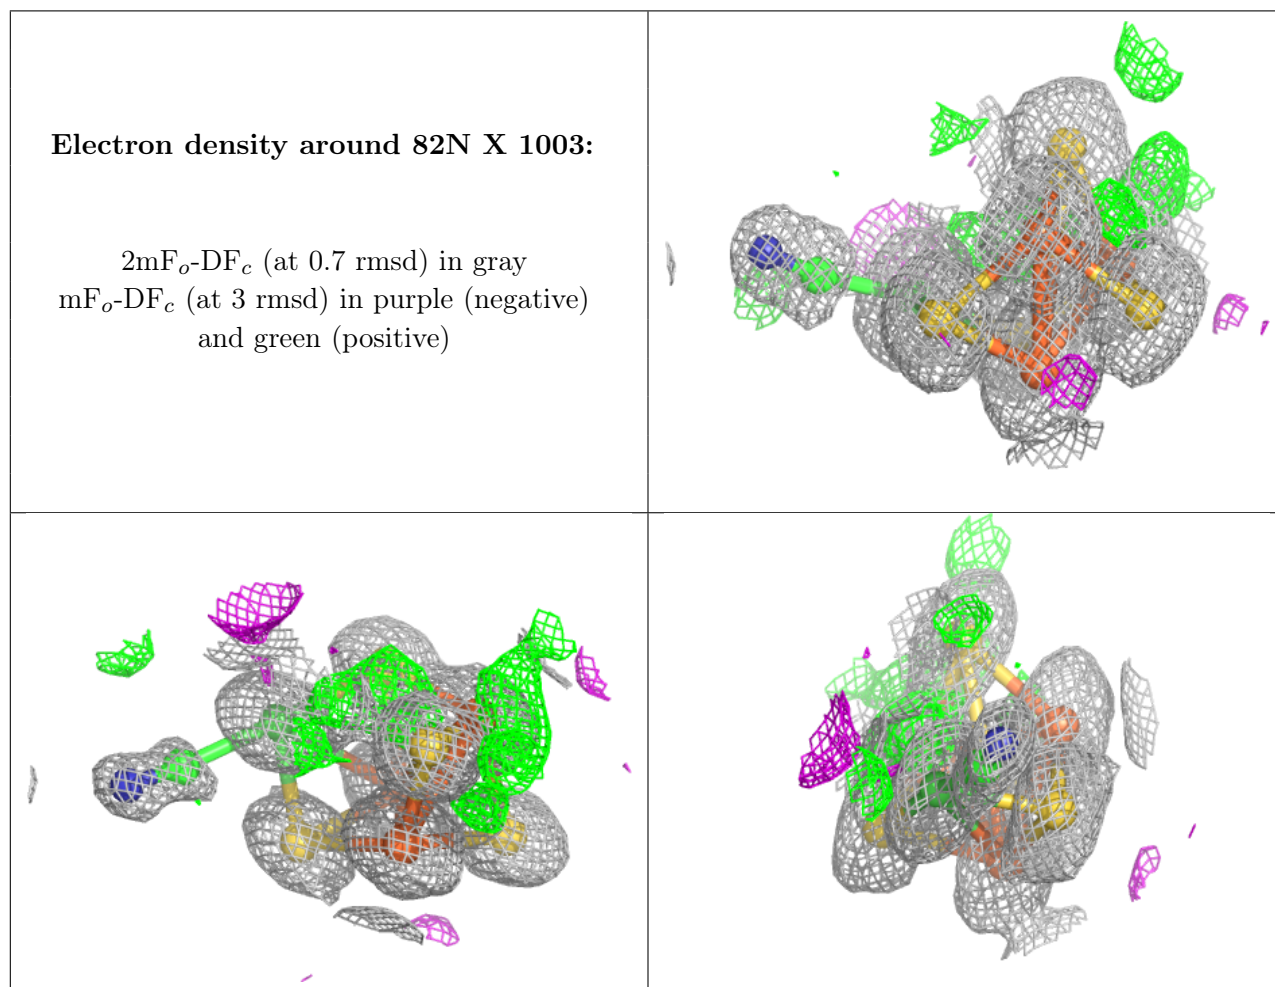 Electron density around 82N X 1003:
2mFₒ-DF𝒸 (at 0.7 rmsd) in gray
mFₒ-DF𝒸 (at 3 rmsd) in purple (negative)
and green (positive)